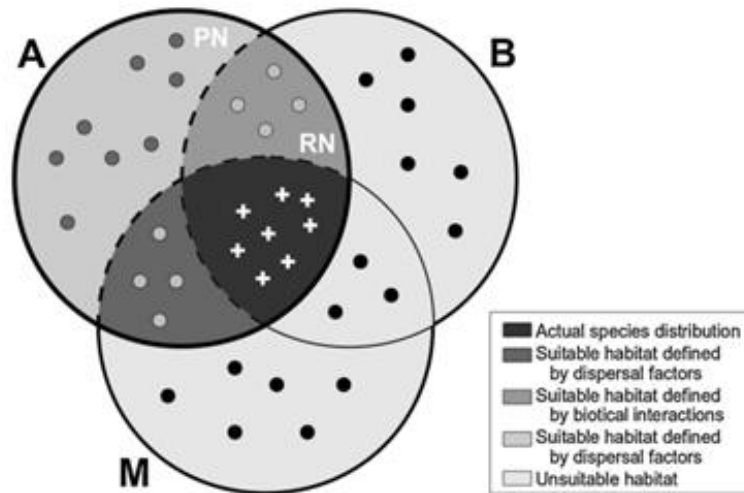 PN
A
B
RN
Actual species distribution
Suitable habitat defined
by dispersal factors
Suitable habitat defined
by biotical interactions
Suitable habitat defined
by dispersal factors
Unsuitable habitat
M